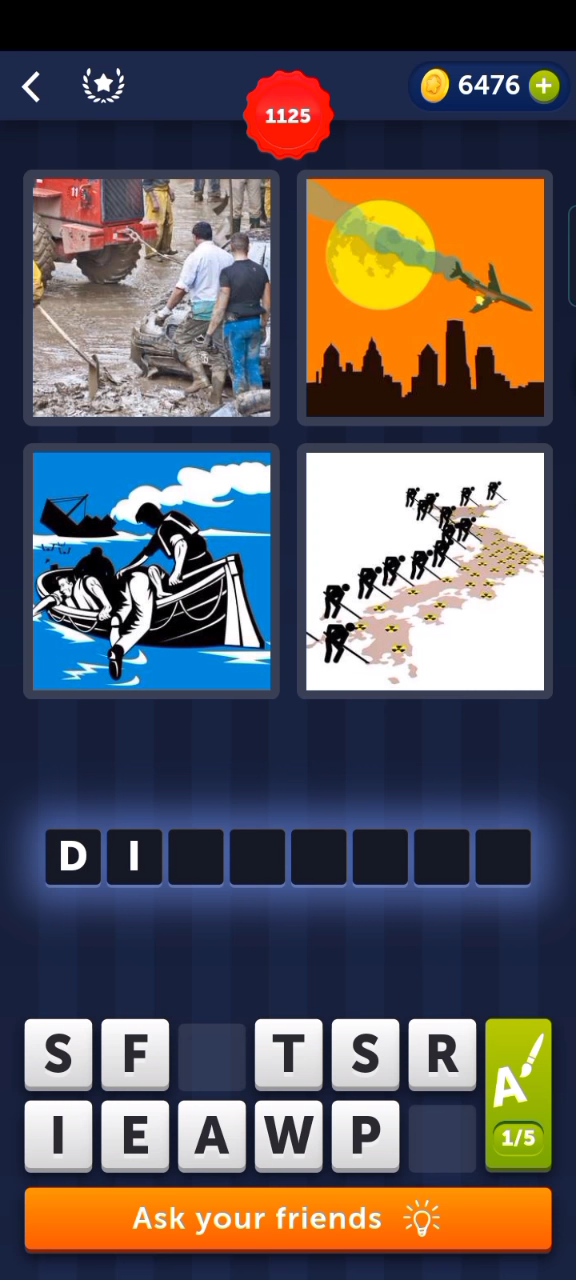 6476 +
1125
D I
S F T S R
I E A W P
A
1/5
Ask your friends